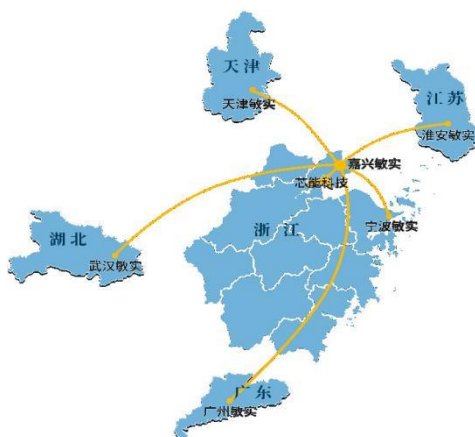 天津
天津敏实
江苏
淮安敏实
嘉兴敏实
芯能科技
宁波敏实
浙江
湖北
武汉敏实
广东
广州敏实